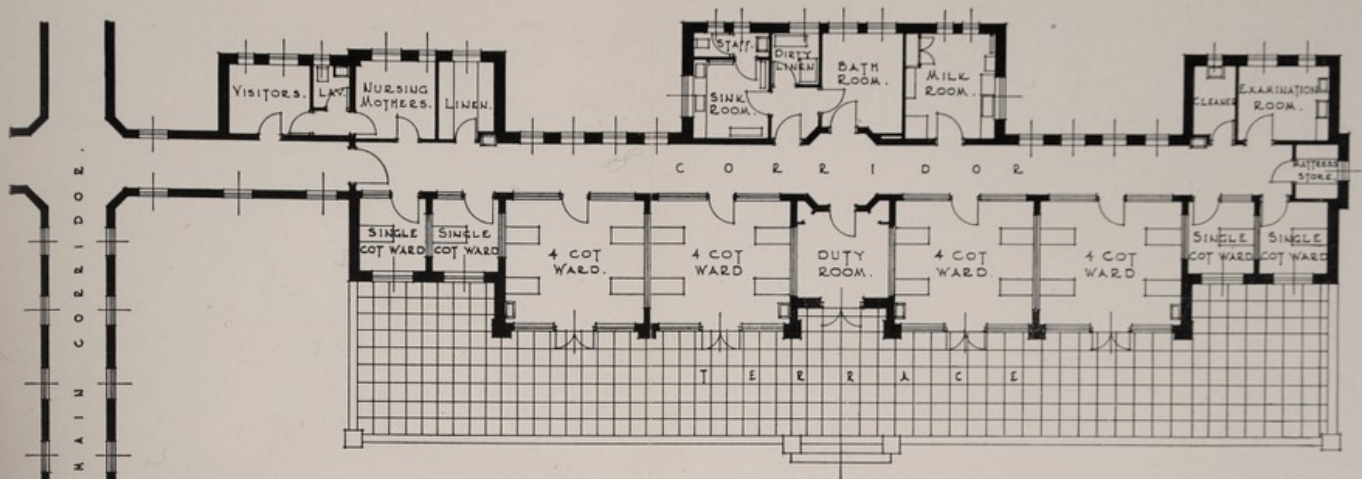 VISITORS.
LAV.
NURSING
MOTHERS.
LINEN.
STAFF.
SINK
ROOM.
DIRTY
LINEN
BATH
ROOM.
MILK
ROOM.
CLEANER
EXAMINATION
ROOM.
MATTRESS
STORE.
CORRIDOR
SINGLE
COT WARD
SINGLE
COT WARD
4 COT
WARD.
4 COT
WARD
DUTY
ROOM.
4 COT
WARD.
4 COT
WARD
SINGLE
COT WARD
SINGLE
COT WARD
TERRACE
MAIN CORRIDOR.